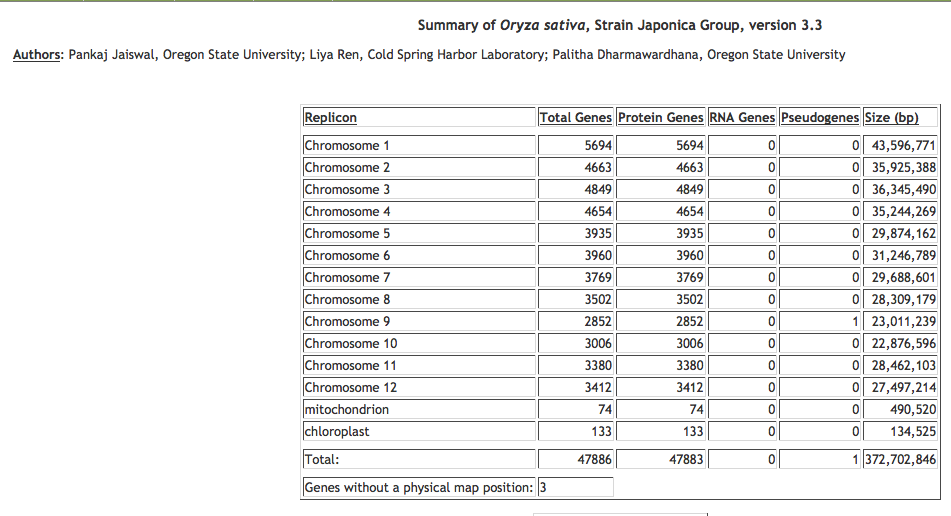 Summary of Oryza sativa, Strain Japonica Group, version 3.3
Authors: Pankaj Jaiswal, Oregon State University; Liya Ren, Cold Spring Harbor Laboratory; Palitha Dharmawardhana, Oregon State University
Replicon Total Genes Protein Genes RNA Genes Pseudogenes Size (bp)
Chromosome 1 5694 5694 0 0 43,596,771
Chromosome 2 4663 4663 0 0 35,925,388
Chromosome 3 4849 4849 0 0 36,345,490
Chromosome 4 4654 4654 0 0 35,244,269
Chromosome 5 3935 3935 0 0 29,874,162
Chromosome 6 3960 3960 0 0 31,246,789
Chromosome 7 3769 3769 0 0 29,688,601
Chromosome 8 3502 3502 0 0 28,309,179
Chromosome 9 2852 2852 0 1 23,011,239
Chromosome 10 3006 3006 0 0 22,876,596
Chromosome 11 3380 3380 0 0 28,462,103
Chromosome 12 3412 3412 0 0 27,497,214
mitochondrion 74 74 0 0 490,520
chloroplast 133 133 0 0 134,525
Total: 47886 47883 0 1 372,702,846
Genes without a physical map position: 3